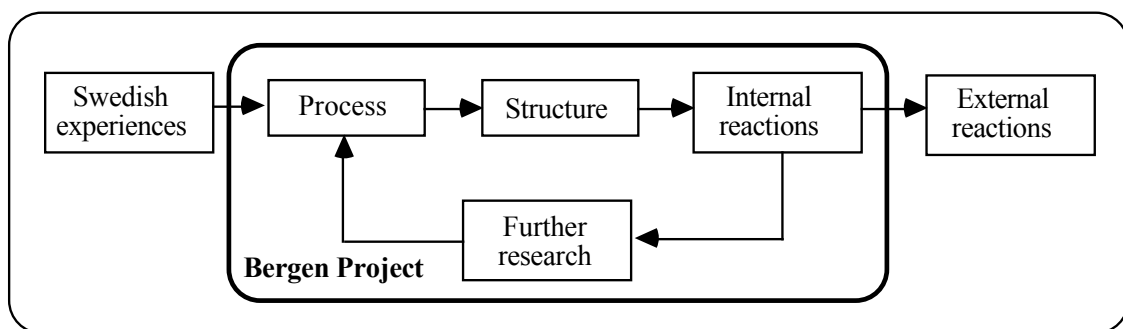 Swedish
experiences
Process
Structure
Internal
reactions
External
reactions
Further
research
Bergen Project